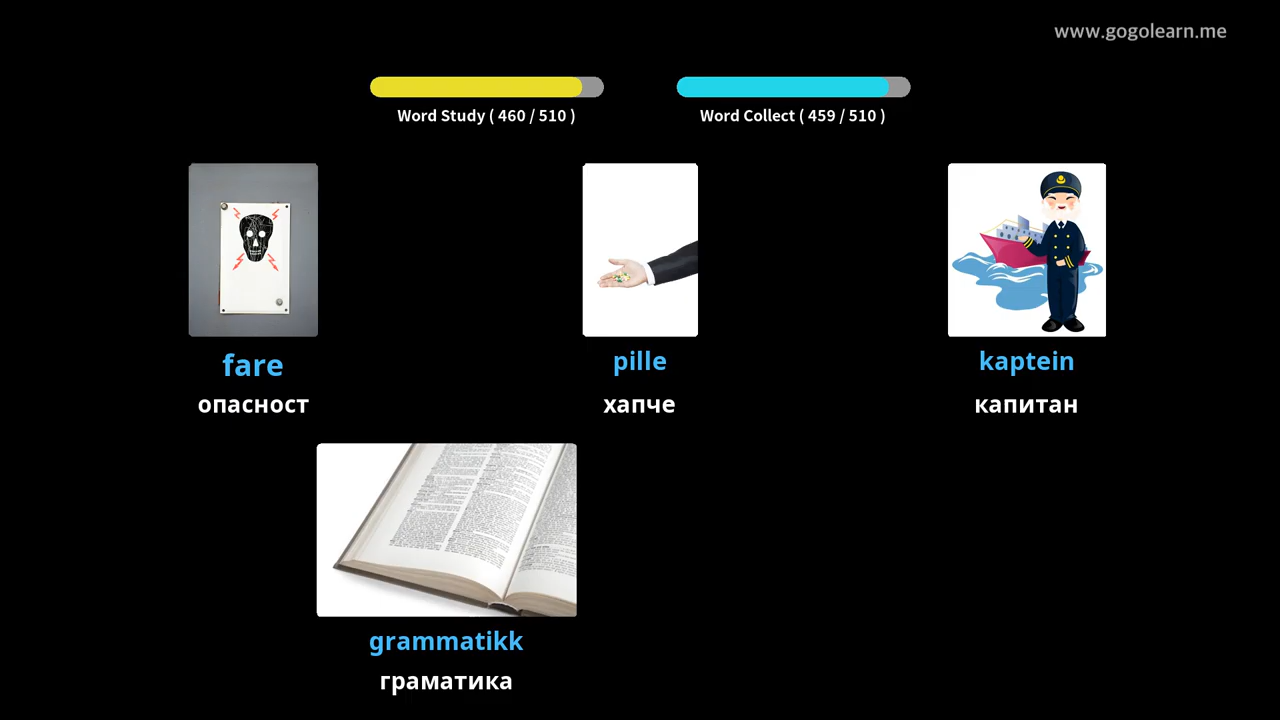 www.gogolearn.me
Word Study ( 460 / 510 )
Word Collect ( 459 / 510 )
fare
опасност
pille
хапче
kaptein
капитан
grammatikk
граматика